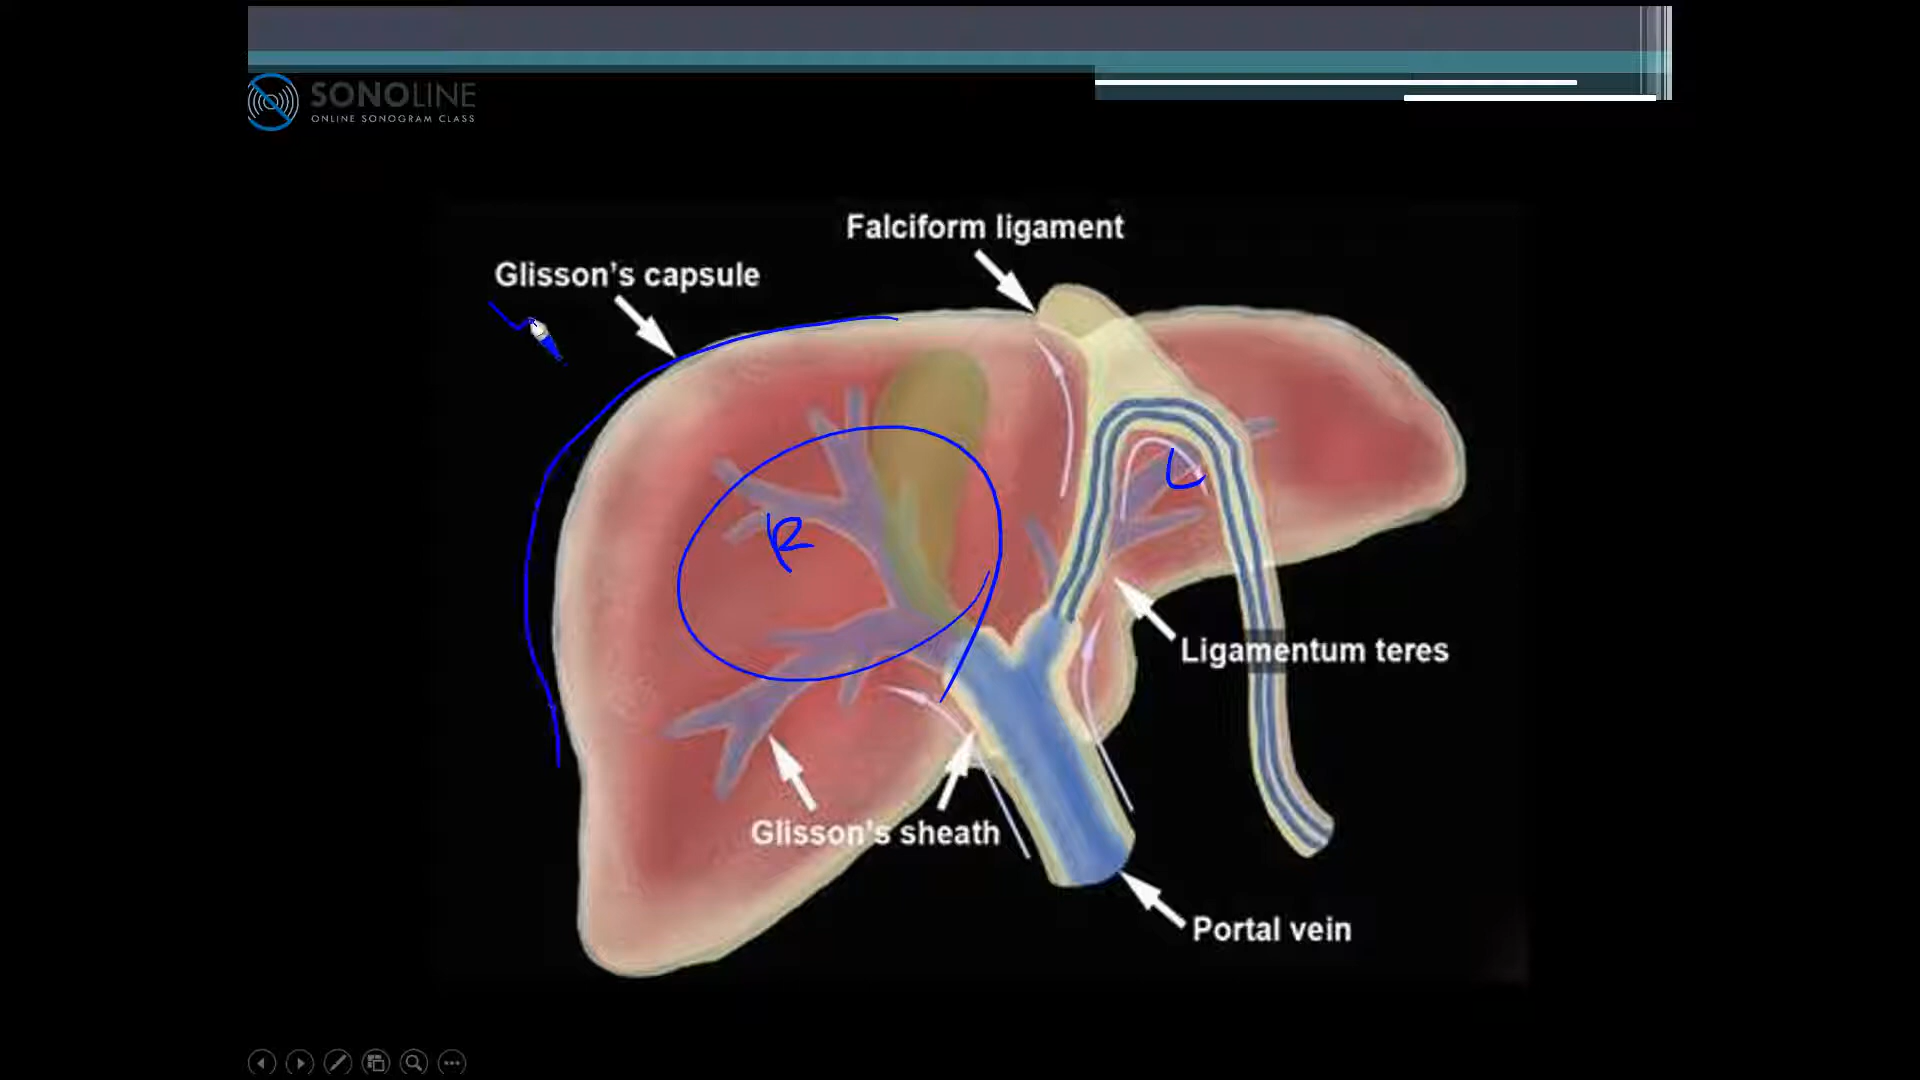 SONOLINE
ONLINE SONOGRAM CLASS
Falciform ligament
Glisson's capsule
R
L
Ligamentum teres
Glisson's sheath
Portal vein